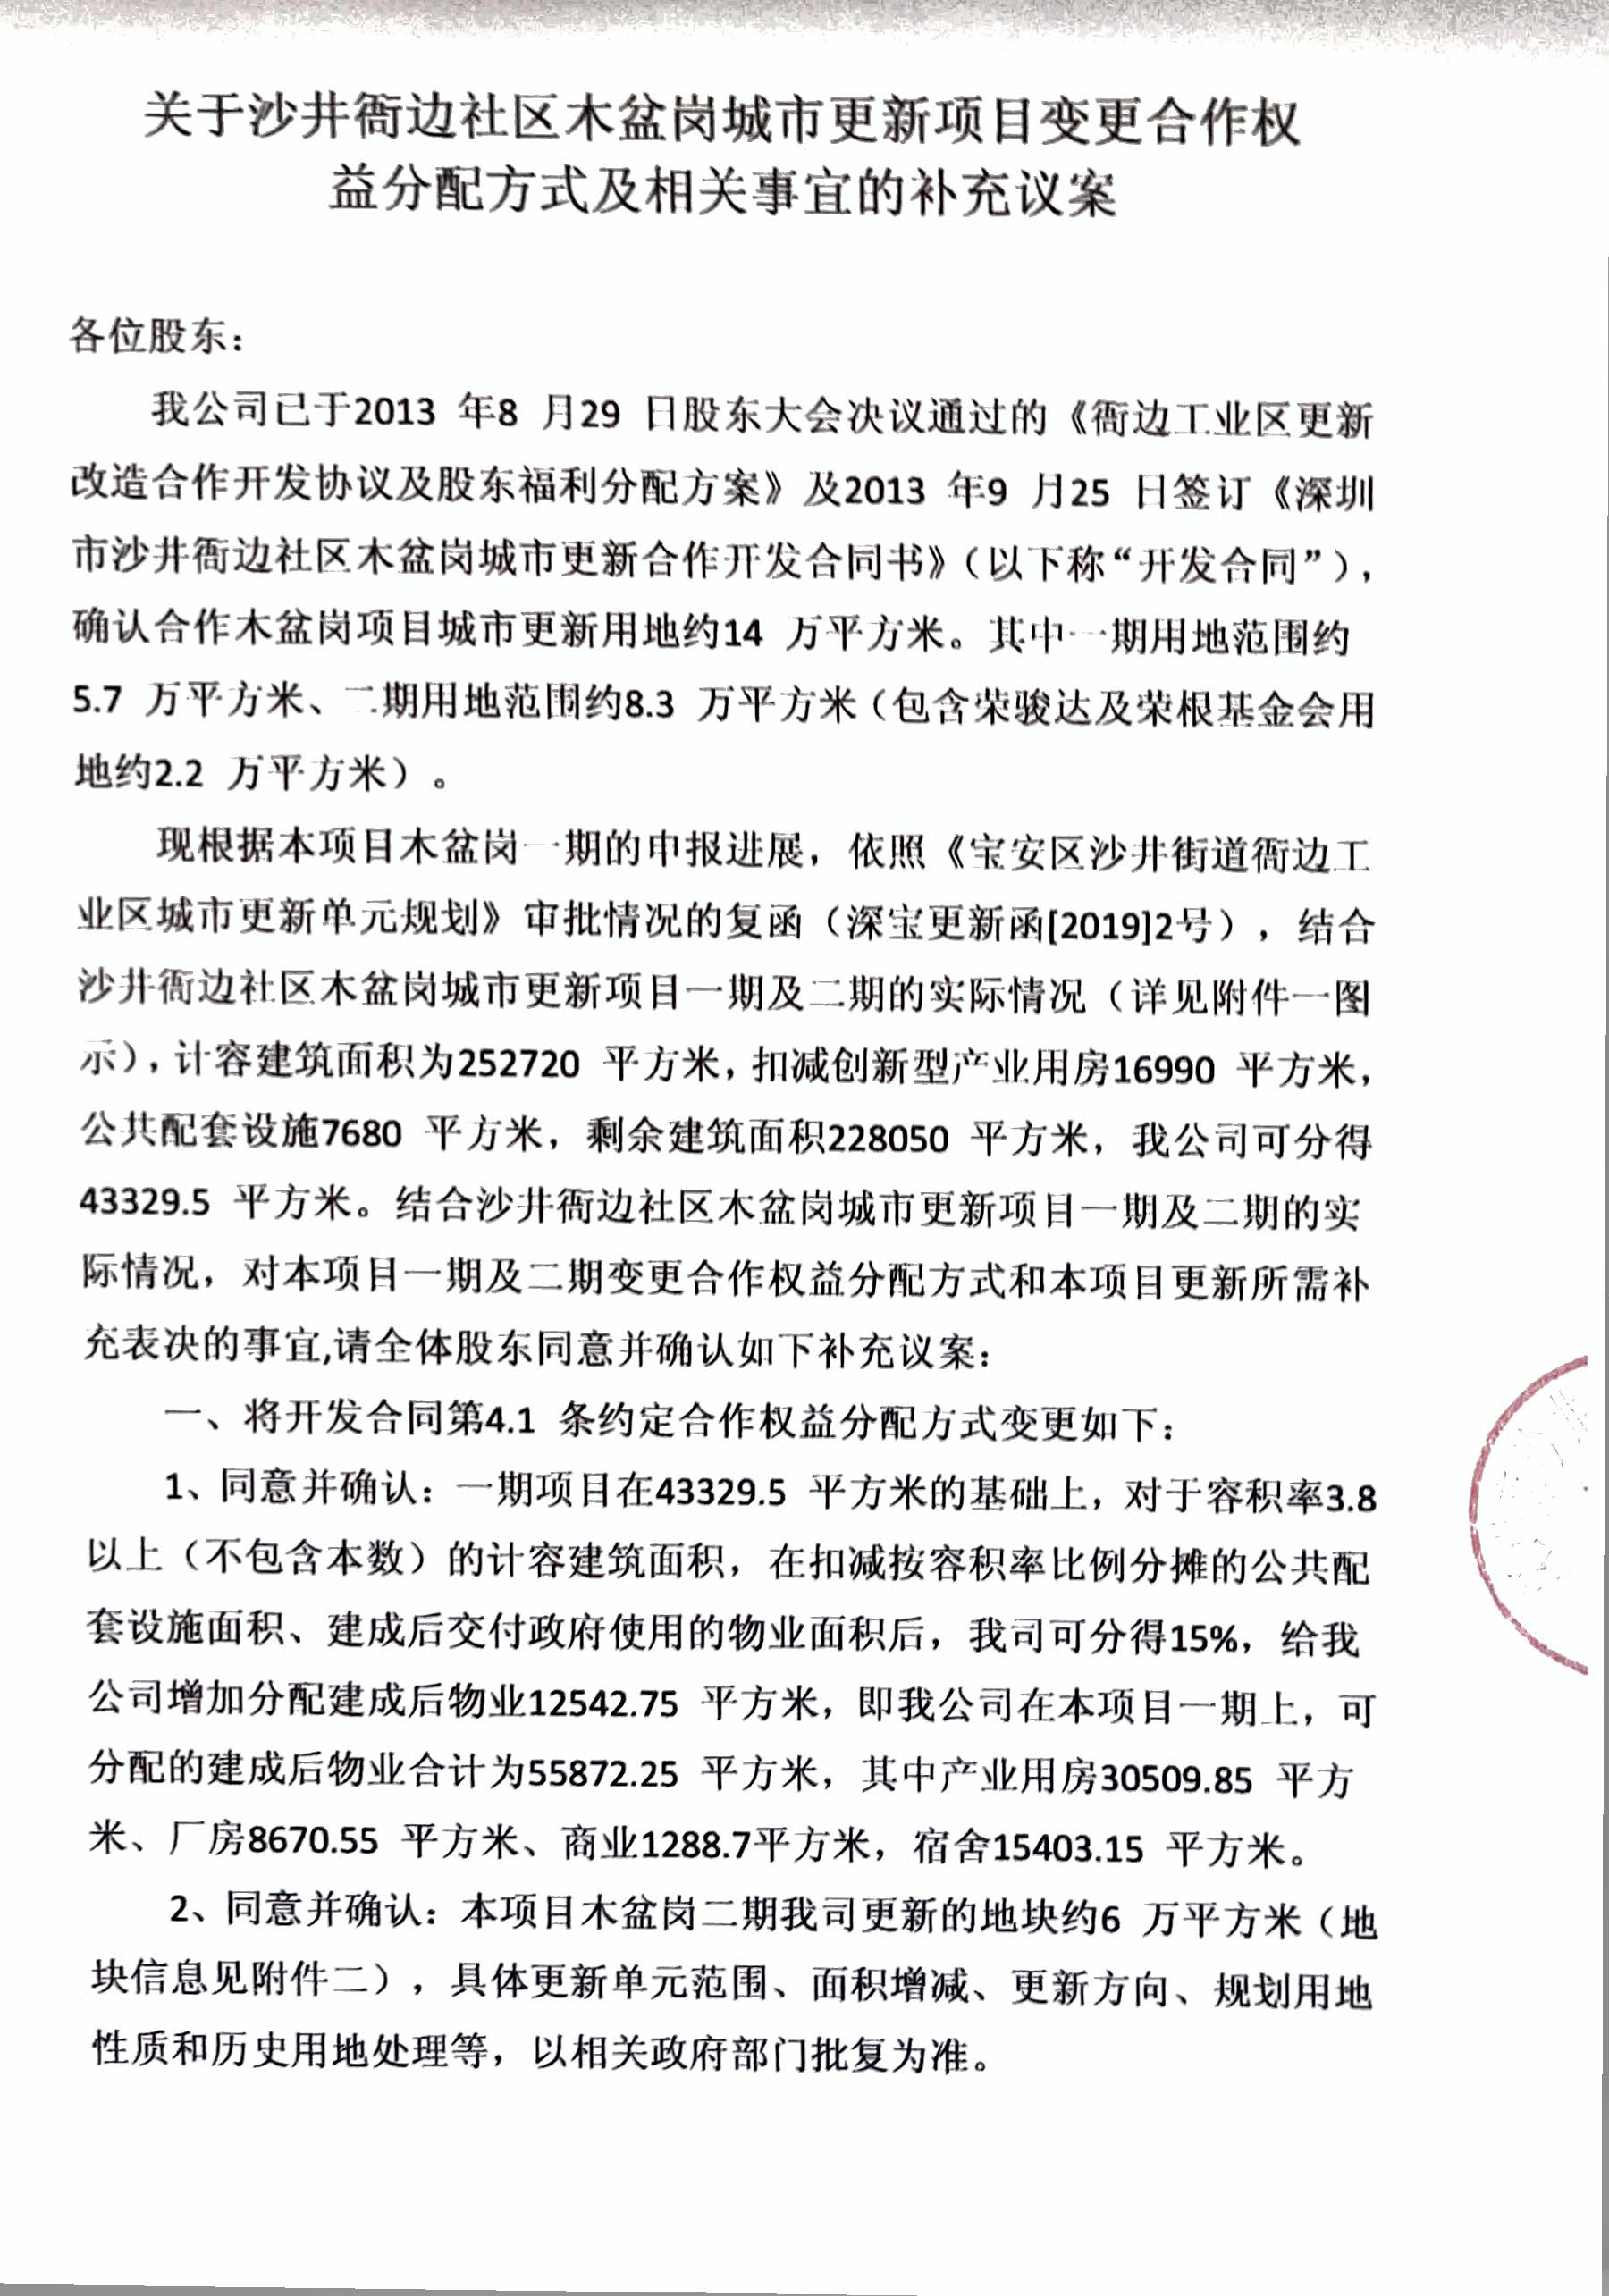 关于沙井衙边社区木盆岗城市更新项目变更合作权
益分配方式及相关事宜的补充议案
各位股东：
我公司已于2013 年8 月29 日股东大会决议通过的《衙边工业区更新
改造合作开发协议及股东福利分配方案》及2013 年9 月25 日签订《深圳
市沙井衙边社区木盆岗城市更新合作开发合同书》（以下称“开发合同”），
确认合作木盆岗项目城市更新用地约14 万平方米。其中一期用地范围约
5.7 万平方米、二期用地范围约8.3 万平方米（包含荣骏达及荣根基金会用
地约2.2 万平方米）。
现根据本项目木盆岗一期的申报进展，依照《宝安区沙井街道衙边工
业区城市更新单元规划》审批情况的复函（深宝更新函[2019]2号），结合
沙井衙边社区木盆岗城市更新项目一期及二期的实际情况（详见附件一图
示），计容建筑面积为252720 平方米，扣减创新型产业用房16990 平方米，
公共配套设施7680 平方米，剩余建筑面积228050 平方米，我公司可分得
43329.5 平方米。结合沙井衙边社区木盆岗城市更新项目一期及二期的实
际情况，对本项目一期及二期变更合作权益分配方式和本项目更新所需补
充表决的事宜,请全体股东同意并确认如下补充议案：
一、将开发合同第4.1 条约定合作权益分配方式变更如下：
1、同意并确认：一期项目在43329.5 平方米的基础上，对于容积率3.8
以上（不包含本数）的计容建筑面积，在扣减按容积率比例分摊的公共配
套设施面积、建成后交付政府使用的物业面积后，我司可分得15%，给我
公司增加分配建成后物业12542.75 平方米，即我公司在本项目一期上，可
分配的建成后物业合计为55872.25 平方米，其中产业用房30509.85 平方
米、厂房8670.55 平方米、商业1288.7平方米，宿舍15403.15 平方米。
2、同意并确认：本项目木盆岗二期我司更新的地块约6 万平方米（地
块信息见附件二），具体更新单元范围、面积增减、更新方向、规划用地
性质和历史用地处理等，以相关政府部门批复为准。